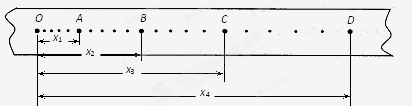 O A B C D
x₁
x₂
x₃
x₄